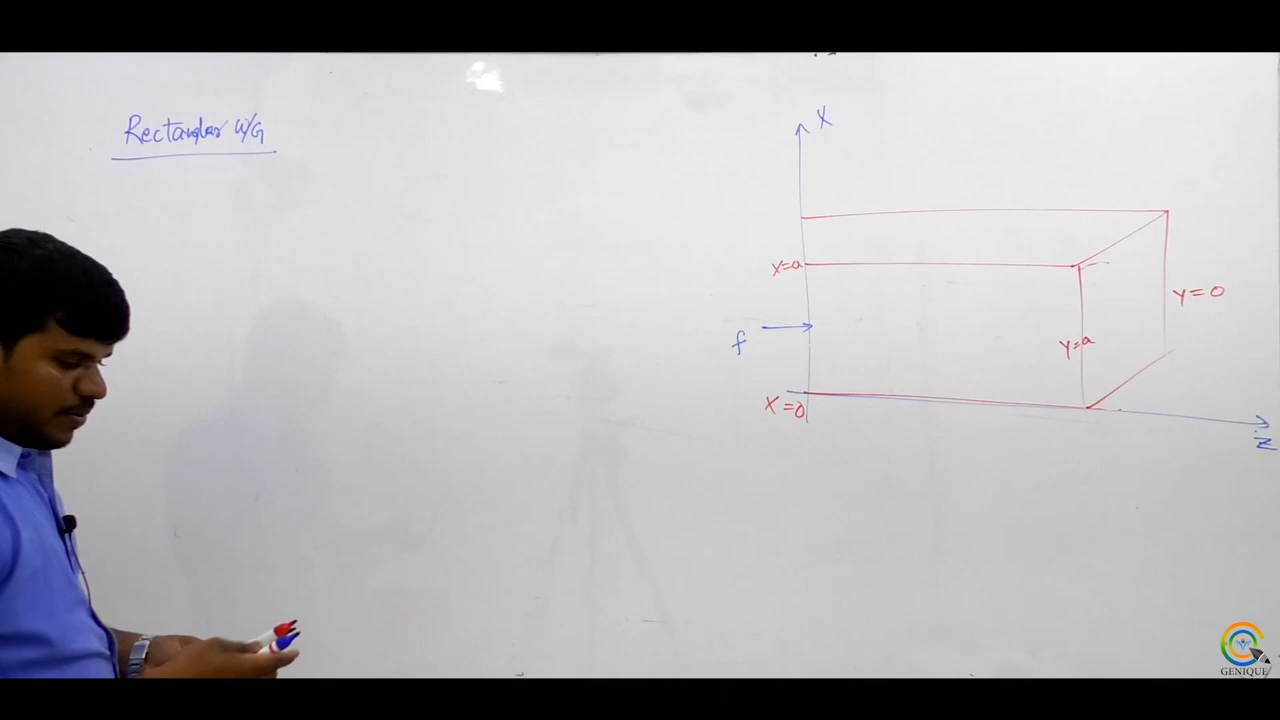 Rectangular W/G
X
x=a
y=0
f
y=a
x=0
z
GENIQUE